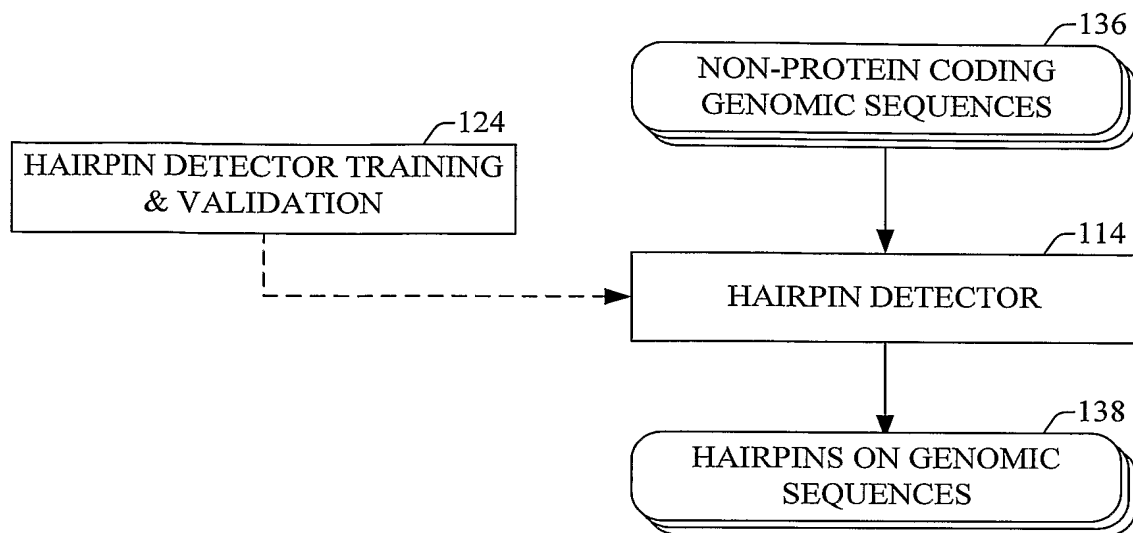 136
NON-PROTEIN CODING
GENOMIC SEQUENCES
124
HAIRPIN DETECTOR TRAINING
& VALIDATION
114
HAIRPIN DETECTOR
138
HAIRPINS ON GENOMIC
SEQUENCES